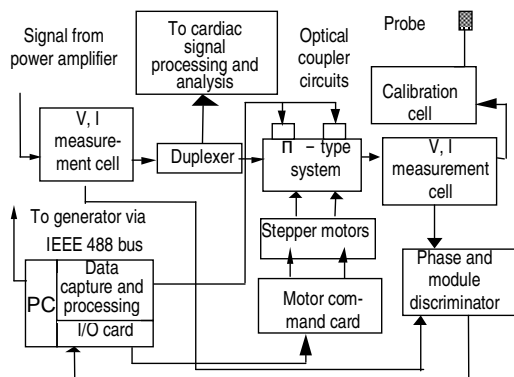 Signal from
power amplifier
To cardiac
signal
processing and
analysis
Optical
coupler
circuits
Probe
Calibration
cell
V, I
measure-
ment cell
Duplexer
Π – type
system
V, I
measurement
cell
To generator via
IEEE 488 bus
Stepper motors
PC
Data
capture and
processing
I/O card
Motor com-
mand card
Phase and
module
discriminator